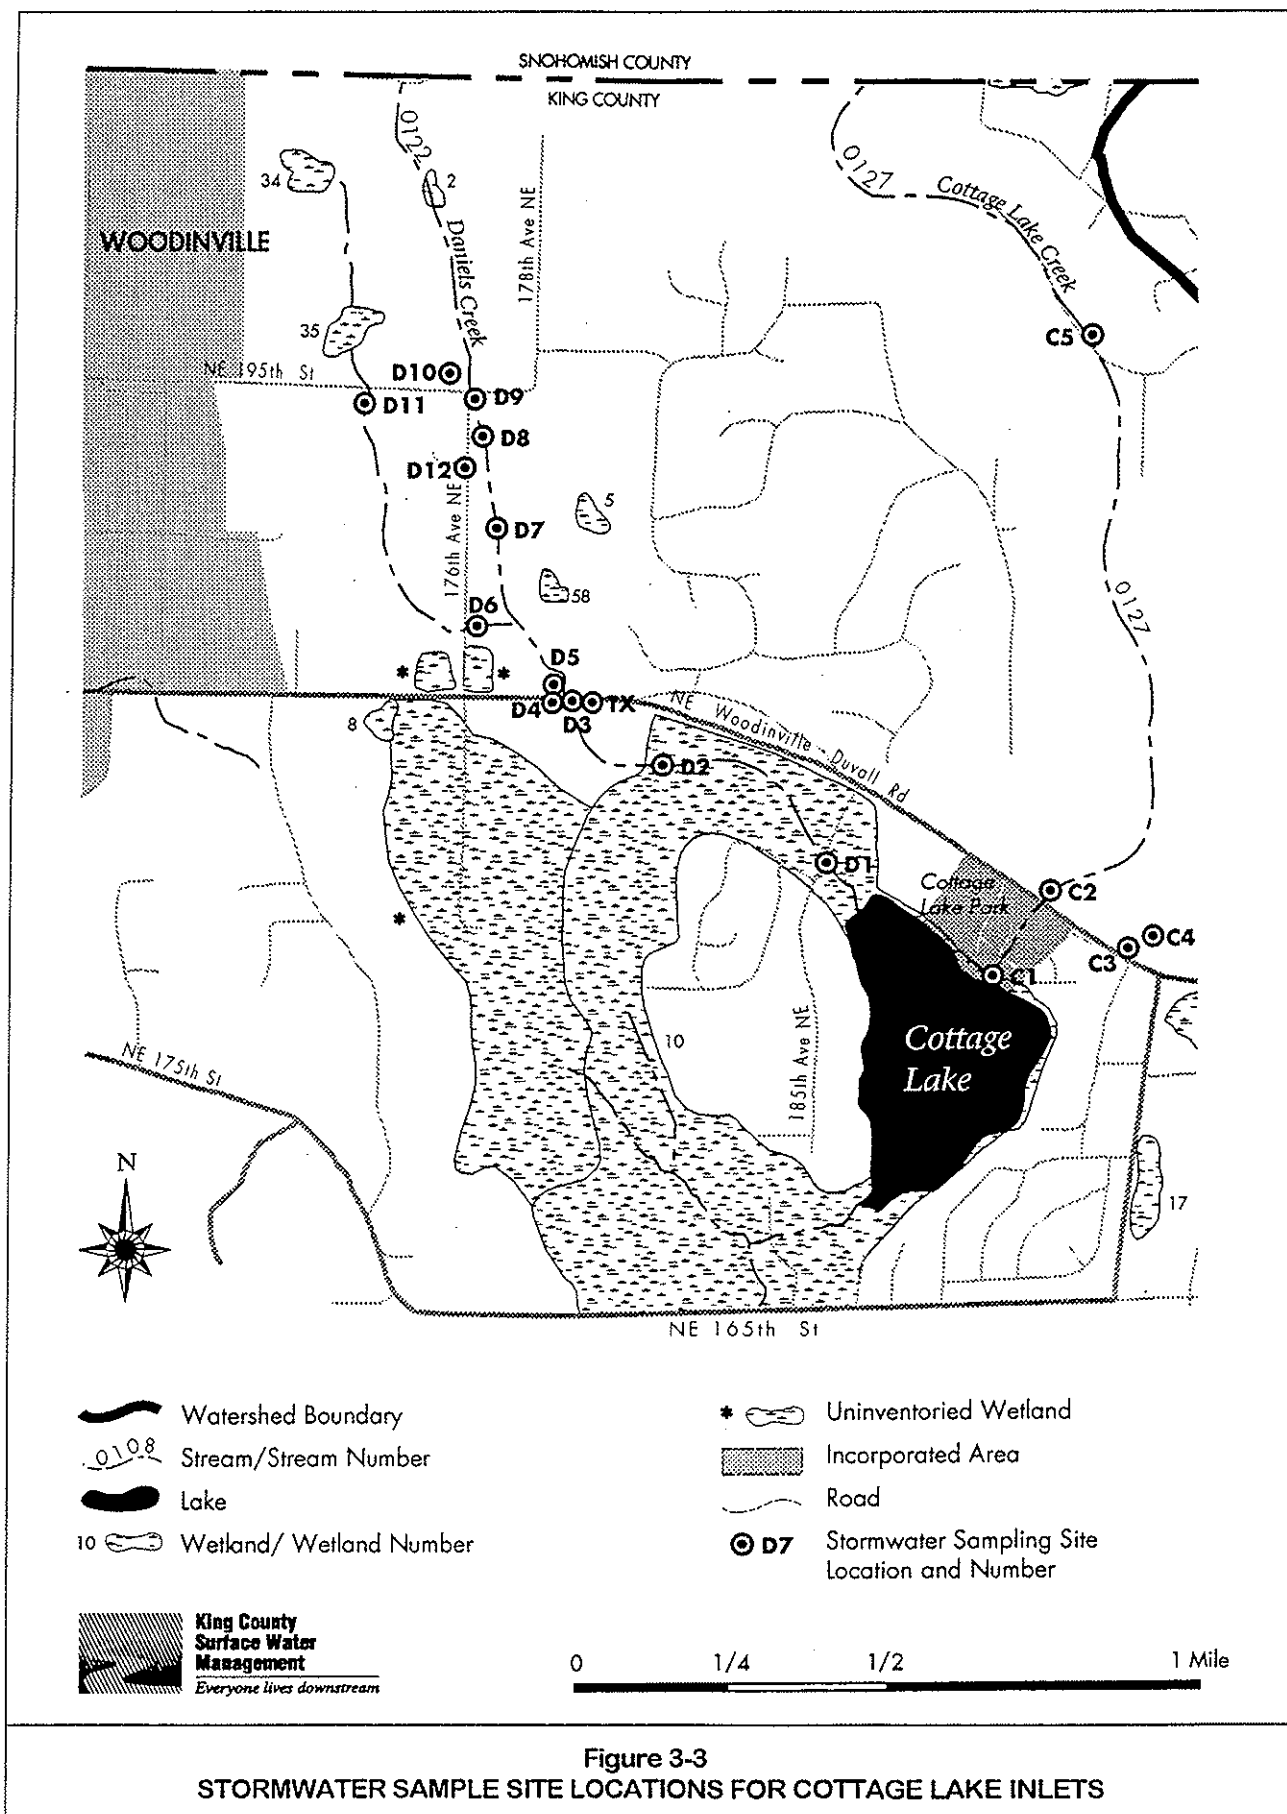 SNOHOMISH COUNTY
KING COUNTY
0122
2
34
Daniels Creek
178th Ave NE
0127
Cottage Lake Creek
WOODINVILLE
35
C5
NE 195th St
D10
D9
D11
D8
D12
176th Ave NE
5
D7
58
0127
D6
* *
D5
D4
D3
TX
NE Woodinville - Duvall Rd
8
D2
D1
Cottage
Lake Park
C2
*
C4
C3
C1
Cottage
Lake
10
185th Ave NE
NE 175th St
N
17
NE 165th St
Watershed Boundary
0108
Stream/Stream Number
Lake
10
Wetland/ Wetland Number
* Uninventoried Wetland
Incorporated Area
Road
D7
Stormwater Sampling Site
Location and Number
King County
Surface Water
Management
Everyone lives downstream
0 1/4 1/2 1 Mile
Figure 3-3
STORMWATER SAMPLE SITE LOCATIONS FOR COTTAGE LAKE INLETS